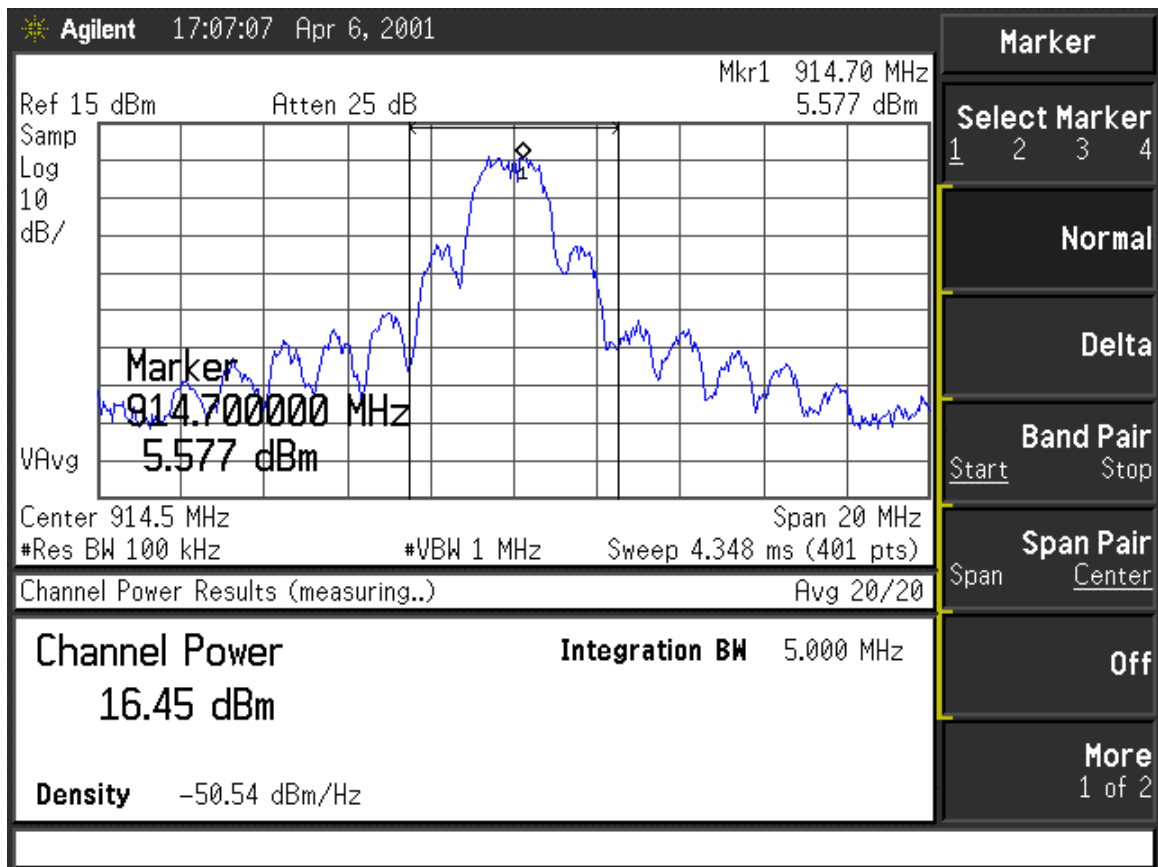 Agilent 17:07:07 Apr 6, 2001
Mkr1 914.70 MHz
Ref 15 dBm Atten 25 dB 5.577 dBm
Samp
Log
10
dB/
1
Marker
914.700000 MHz
5.577 dBm
VAvg
Center 914.5 MHz Span 20 MHz
#Res BW 100 kHz #VBW 1 MHz Sweep 4.348 ms (401 pts)
Channel Power Results (measuring..) Avg 20/20
Channel Power Integration BW 5.000 MHz
16.45 dBm
Density -50.54 dBm/Hz
Marker
Select Marker
1 2 3 4
Normal
Delta
Band Pair
Start Stop
Span Pair
Span Center
Off
More
1 of 2